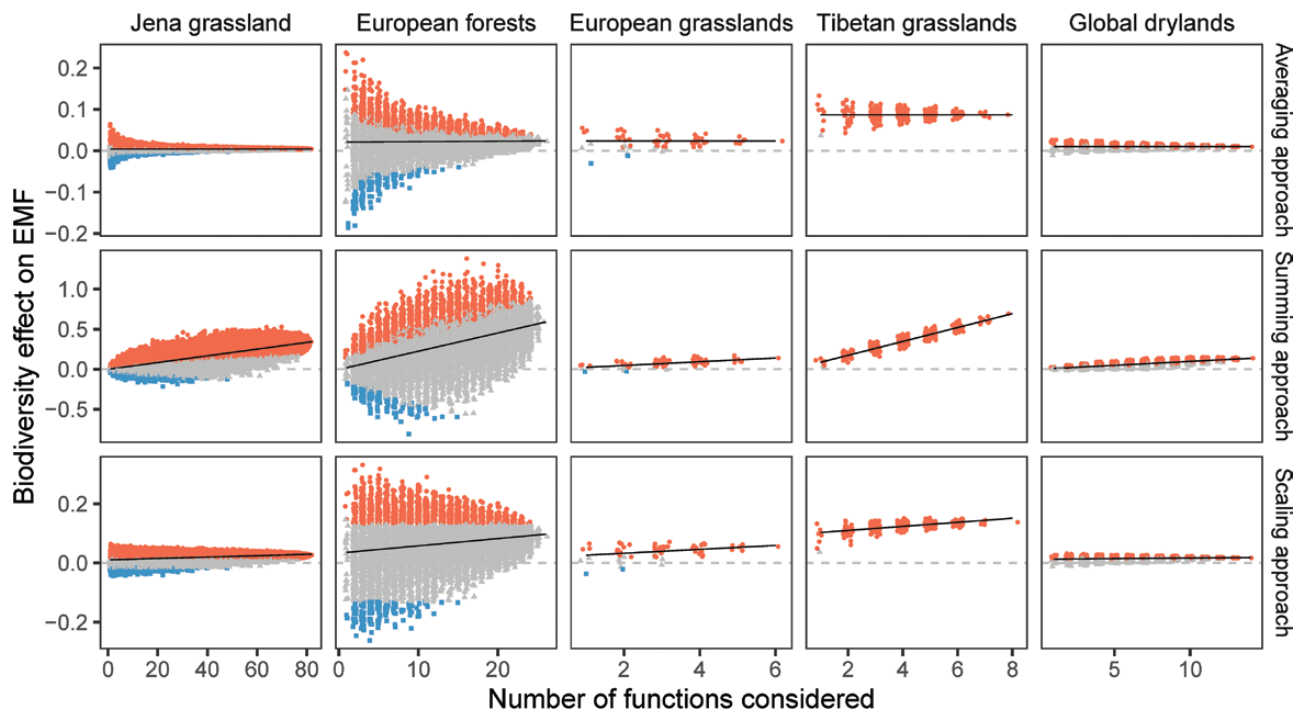 Jena grassland European forests European grasslands Tibetan grasslands Global drylands
Biodiversity effect on EMF
0.2
0.1
0.0
−0.1
−0.2
Averaging approach
1.0
0.5
0.0
−0.5
Summing approach
0.2
0.0
−0.2
Scaling approach
0 20 40 60 80 0 10 20 2 4 6 2 4 6 8 5 10
Number of functions considered